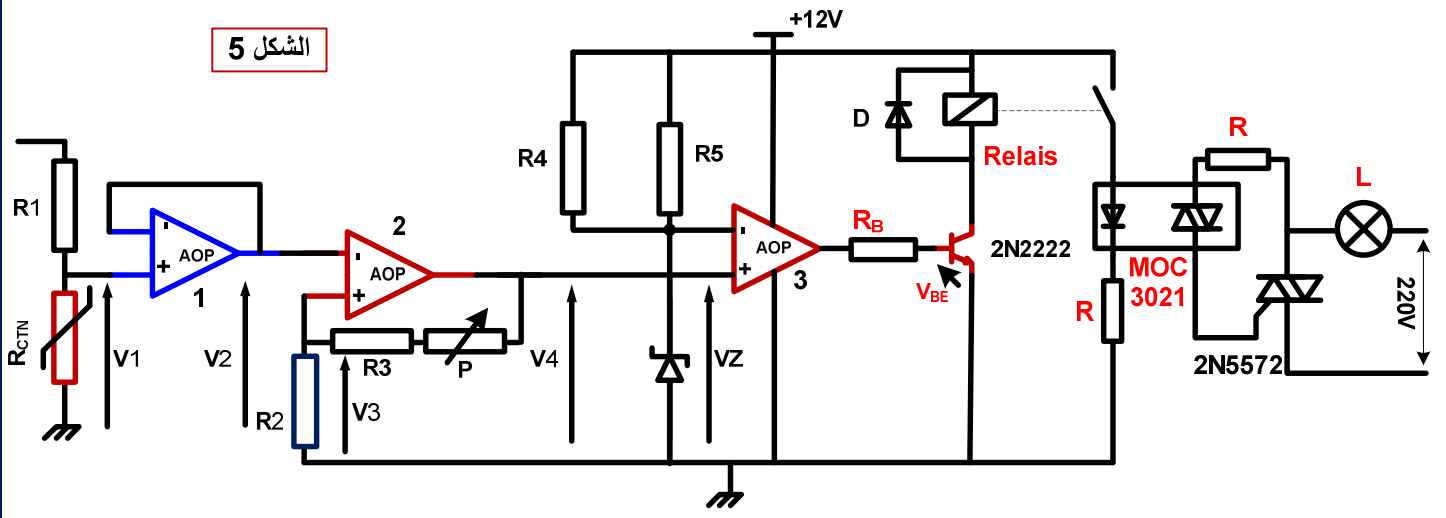 الشكل 5
+12V
R1
RCTN
V1
-
+
AOP
1
V2
-
+
AOP
2
R2
R3
P
V3
V4
R4
R5
VZ
-
+
AOP
3
RB
VBE
2N2222
D
Relais
MOC
3021
R
R
L
2N5572
220V